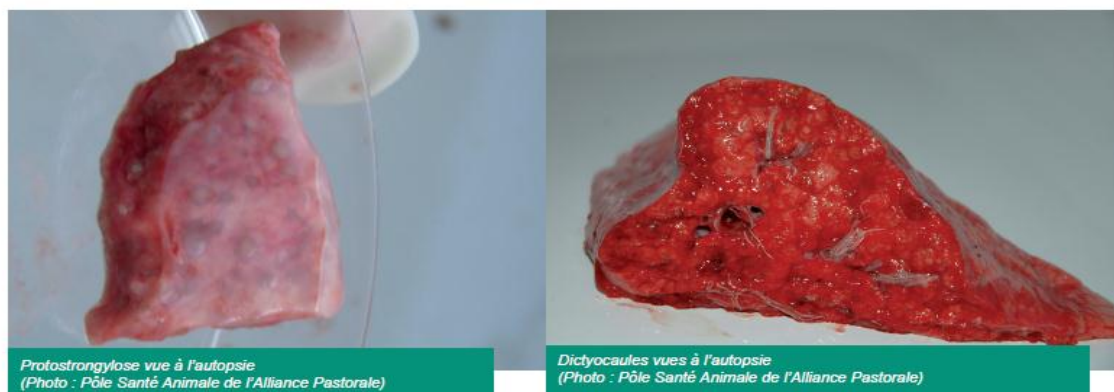 Protostrongylose vue à l'autopsie
(Photo : Pôle Santé Animale de l'Alliance Pastorale)
Dictyocaules vues à l'autopsie
(Photo : Pôle Santé Animale de l'Alliance Pastorale)